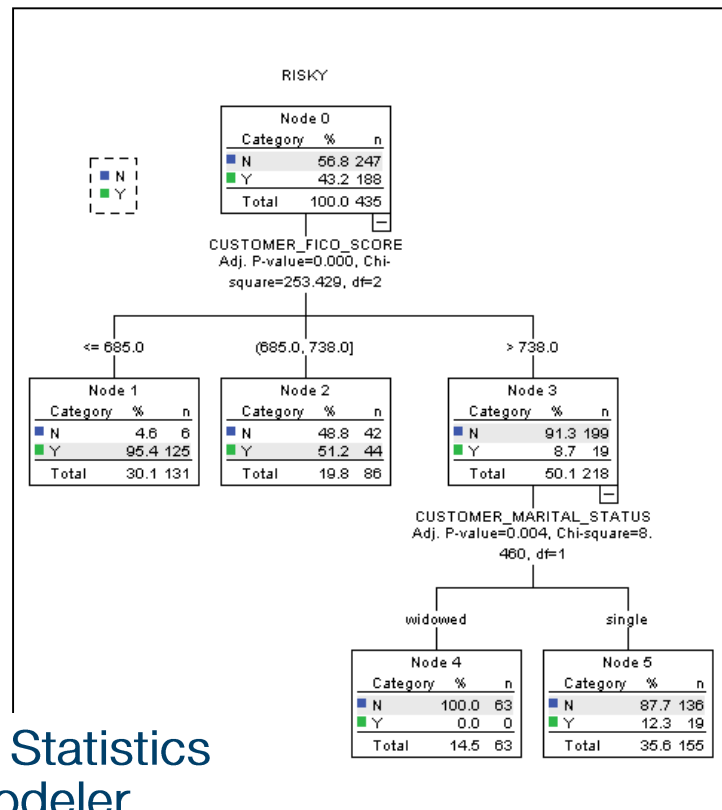 RISKY
Node 0
Category % n
N 56.8 247
Y 43.2 188
Total 100.0 435
N
Y
CUSTOMER_FICO_SCORE
Adj. P-value=0.000, Chi-
square=253.429, df=2
<= 685.0
(685.0, 738.0]
> 738.0
Node 1
Category % n
N 4.6 6
Y 95.4 125
Total 30.1 131
Node 2
Category % n
N 48.8 42
Y 51.2 44
Total 19.8 86
Node 3
Category % n
N 91.3 199
Y 8.7 19
Total 50.1 218
CUSTOMER_MARITAL_STATUS
Adj. P-value=0.004, Chi-square=8.
460, df=1
widowed
single
Node 4
Category % n
N 100.0 63
Y 0.0 0
Total 14.5 63
Node 5
Category % n
N 87.7 136
Y 12.3 19
Total 35.6 155
Statistics
odeler